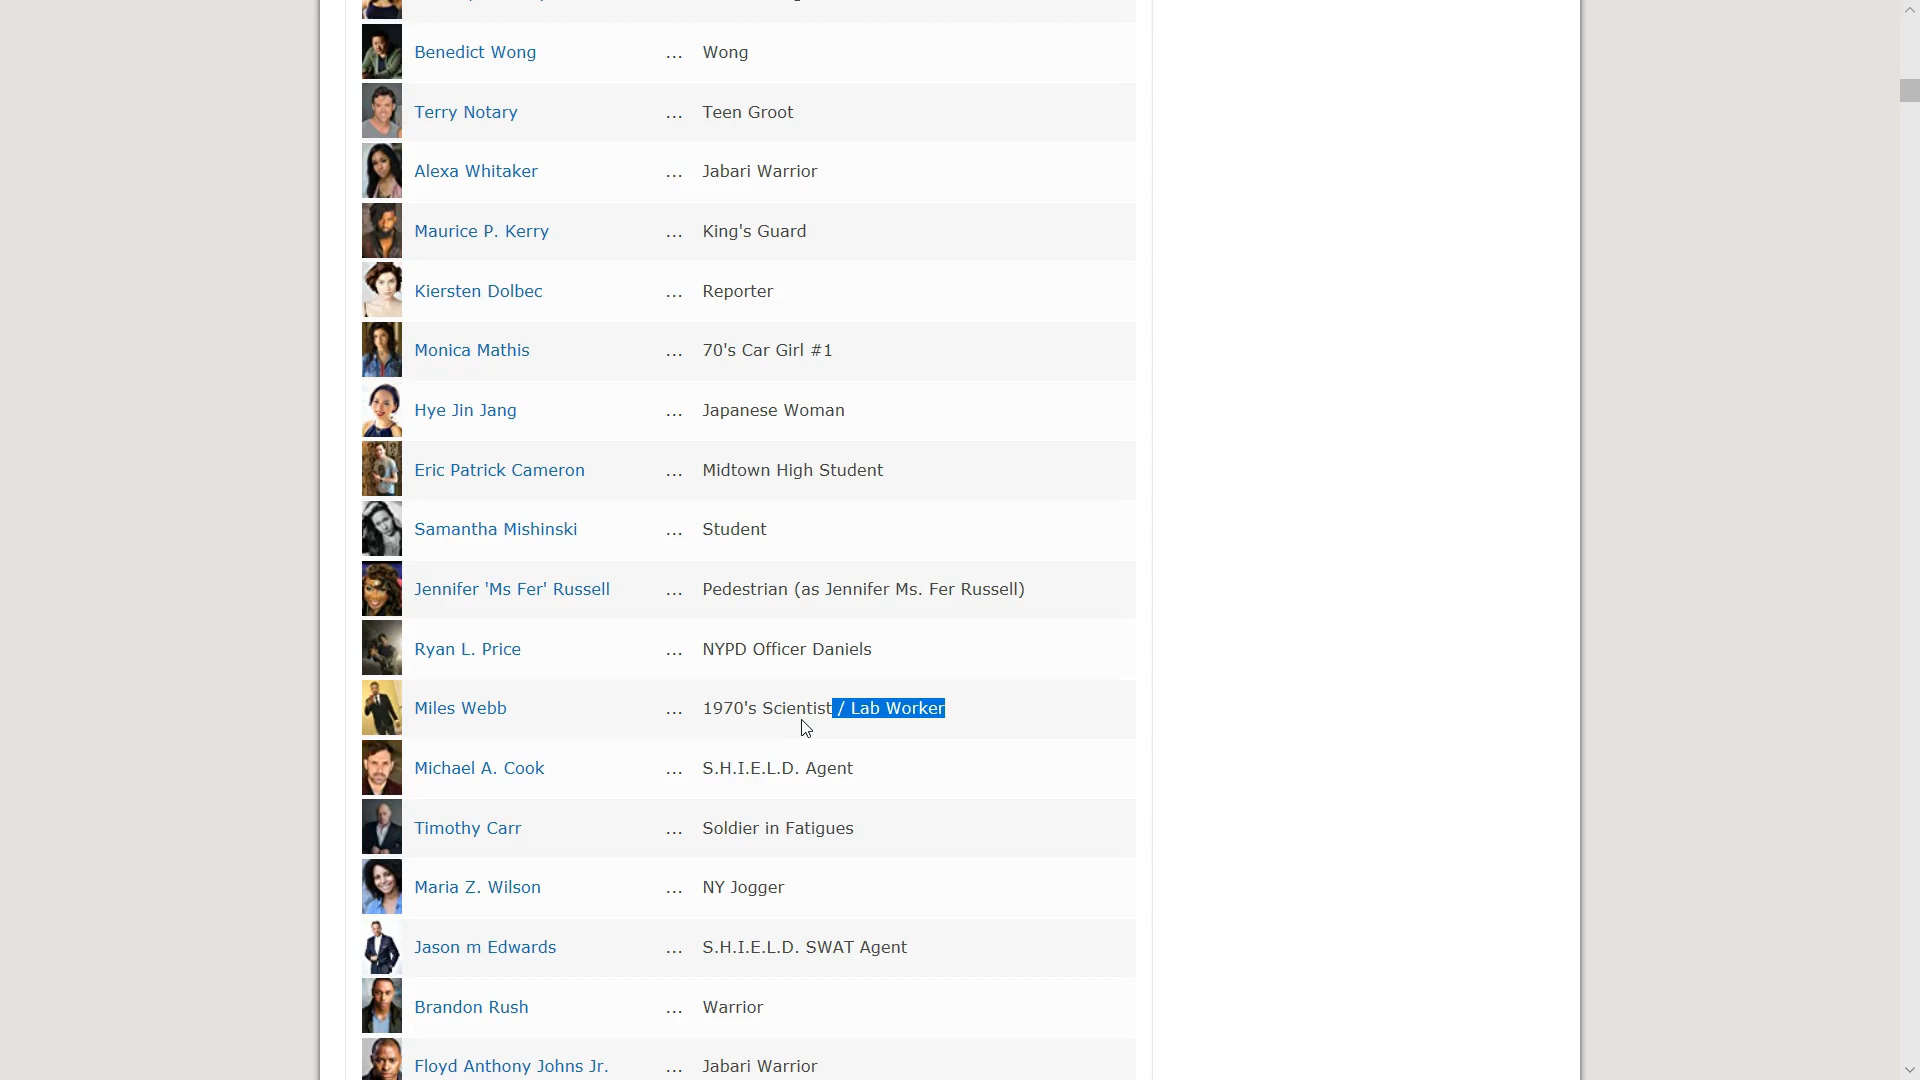 Benedict Wong ... Wong
Terry Notary ... Teen Groot
Alexa Whitaker ... Jabari Warrior
Maurice P. Kerry ... King's Guard
Kiersten Dolbec ... Reporter
Monica Mathis ... 70's Car Girl #1
Hye Jin Jang ... Japanese Woman
Eric Patrick Cameron ... Midtown High Student
Samantha Mishinski ... Student
Jennifer 'Ms Fer' Russell ... Pedestrian (as Jennifer Ms. Fer Russell)
Ryan L. Price ... NYPD Officer Daniels
Miles Webb ... 1970's Scientist / Lab Worker
Michael A. Cook ... S.H.I.E.L.D. Agent
Timothy Carr ... Soldier in Fatigues
Maria Z. Wilson ... NY Jogger
Jason m Edwards ... S.H.I.E.L.D. SWAT Agent
Brandon Rush ... Warrior
Floyd Anthony Johns Jr. ... Jabari Warrior